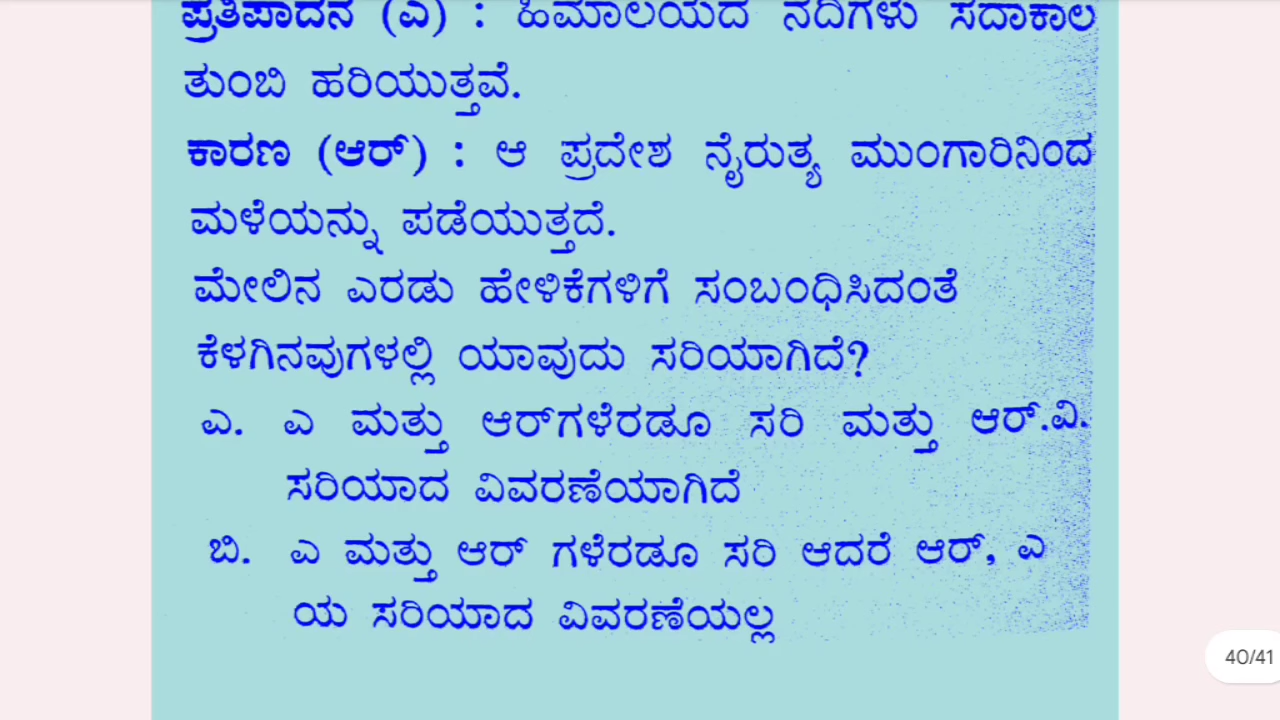 ಪ್ರತಿಪಾದನ (ಎ) : ಹಿಮಾಲಯದ ನದಿಗಳು ಸದಾಕಾಲ
ತುಂಬಿ ಹರಿಯುತ್ತವೆ.
ಕಾರಣ (ಆರ್) : ಆ ಪ್ರದೇಶ ನೈರುತ್ಯ ಮುಂಗಾರಿನಿಂದ
ಮಳೆಯನ್ನು ಪಡೆಯುತ್ತದೆ.
ಮೇಲಿನ ಎರಡು ಹೇಳಿಕೆಗಳಿಗೆ ಸಂಬಂಧಿಸಿದಂತೆ
ಕೆಳಗಿನವುಗಳಲ್ಲಿ ಯಾವುದು ಸರಿಯಾಗಿದೆ?
ಎ. ಎ ಮತ್ತು ಆರ್‌ಗಳೆರಡೂ ಸರಿ ಮತ್ತು ಆರ್.ವಿ.
ಸರಿಯಾದ ವಿವರಣೆಯಾಗಿದೆ
ಬಿ. ಎ ಮತ್ತು ಆರ್ ಗಳೆರಡೂ ಸರಿ ಆದರೆ ಆರ್, ಎ
ಯ ಸರಿಯಾದ ವಿವರಣೆಯಲ್ಲ
40/41